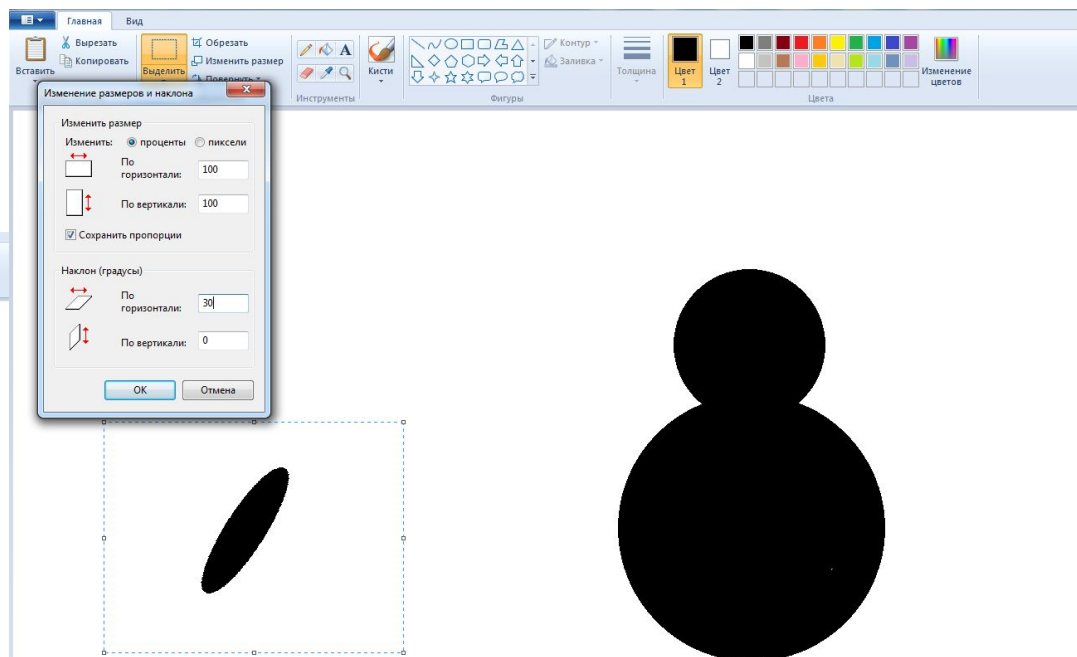 Главная Вид
Вставить
Вырезать
Копировать
Выделить
Обрезать
Изменить размер
Повернуть
Инструменты
Кисти
Фигуры
Контур
Заливка
Толщина
Цвет
1
Цвет
2
Изменение
цветов
Цвета
Изменение размеров и наклона
Изменить размер
Изменить: проценты пиксели
По
горизонтали: 100
По вертикали: 100
Сохранить пропорции
Наклон (градусы)
По
горизонтали: 30
По вертикали: 0
ОК Отмена